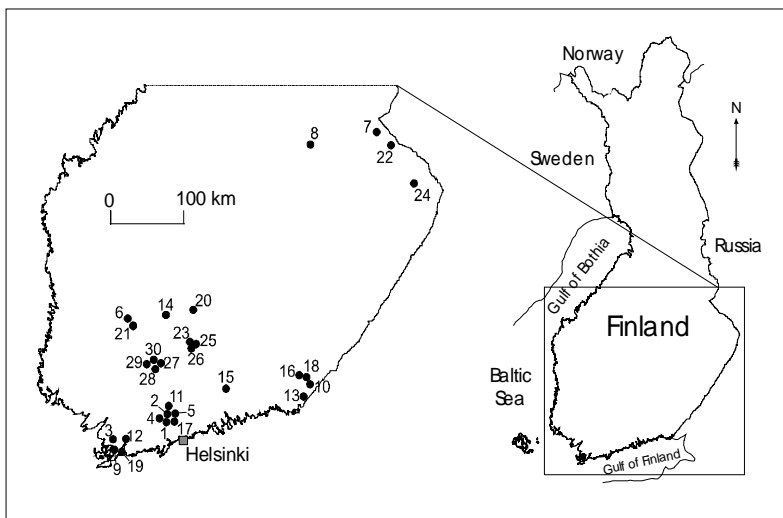 Norway
N
7
8
22
Sweden
24
0 100 km
Russia
Gulf of Bothia
20
14
6
21
23
25
26
Finland
30
29
27
28
16
18
15
10
13
Baltic
Sea
11
2
4
5
3
12
1
17
Helsinki
9
19
Gulf of Finland